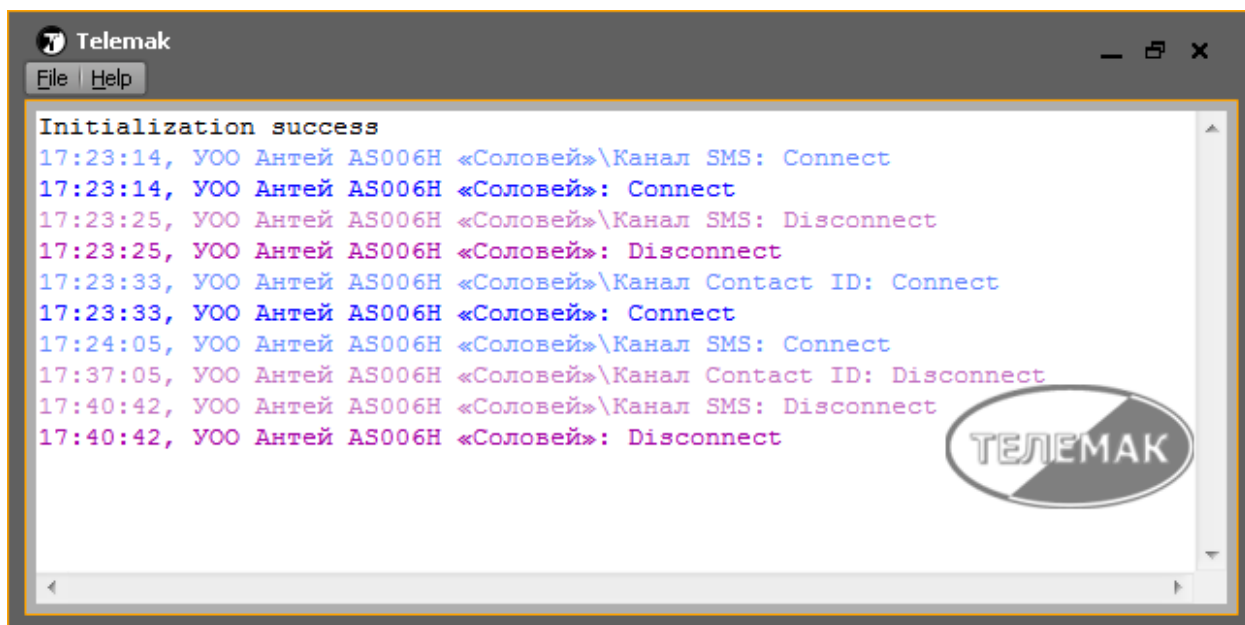 Telemak
File Help
Initialization success
17:23:14, УОО Антей AS006H «Соловей»\Канал SMS: Connect
17:23:14, УОО Антей AS006H «Соловей»: Connect
17:23:25, УОО Антей AS006H «Соловей»\Канал SMS: Disconnect
17:23:25, УОО Антей AS006H «Соловей»: Disconnect
17:23:33, УОО Антей AS006H «Соловей»\Канал Contact ID: Connect
17:23:33, УОО Антей AS006H «Соловей»: Connect
17:24:05, УОО Антей AS006H «Соловей»\Канал SMS: Connect
17:37:05, УОО Антей AS006H «Соловей»\Канал Contact ID: Disconnect
17:40:42, УОО Антей AS006H «Соловей»\Канал SMS: Disconnect
17:40:42, УОО Антей AS006H «Соловей»: Disconnect
ТЕЛЕМАК